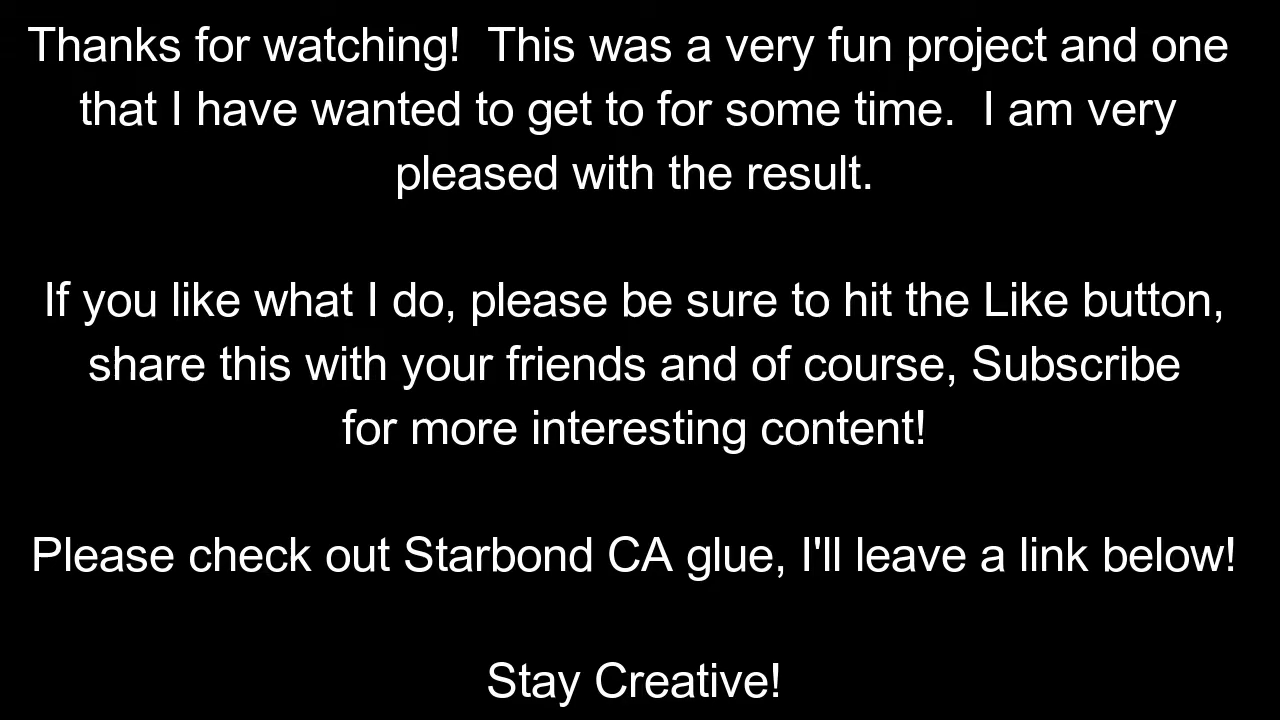 Thanks for watching!  This was a very fun project and one
that I have wanted to get to for some time.  I am very
pleased with the result.
If you like what I do, please be sure to hit the Like button,
share this with your friends and of course, Subscribe
for more interesting content!
Please check out Starbond CA glue, I'll leave a link below!
Stay Creative!